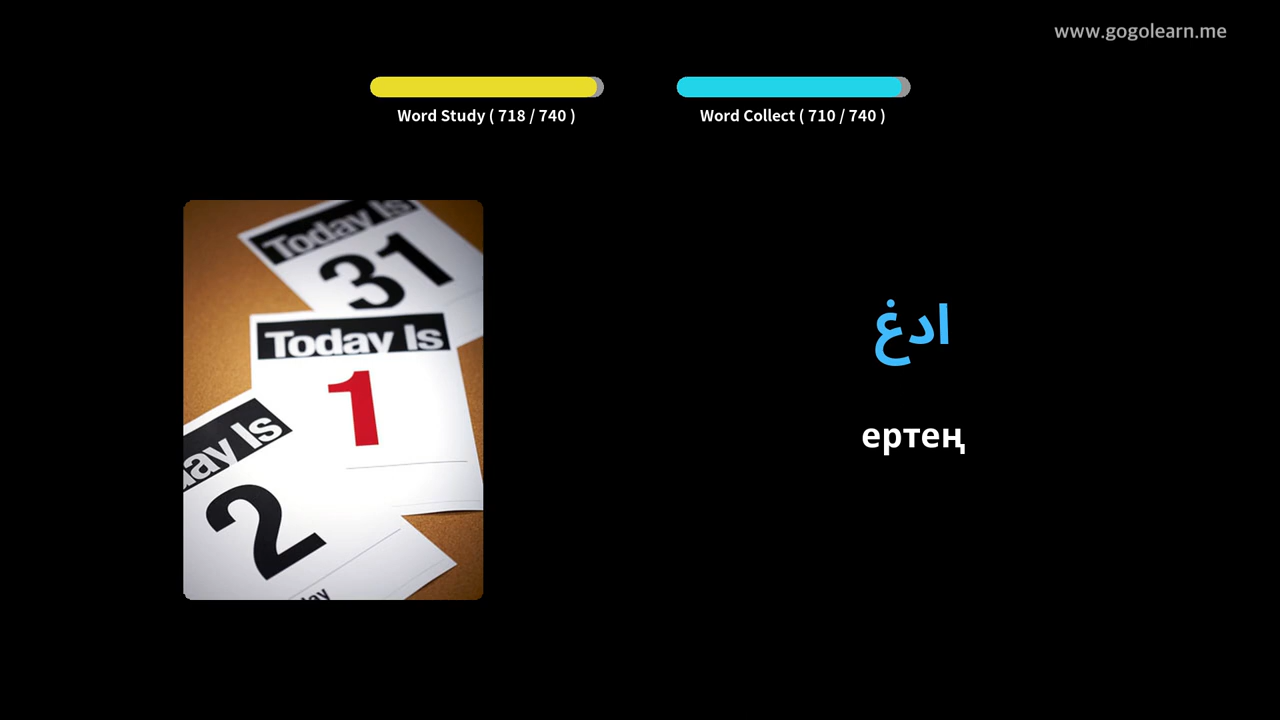 www.gogolearn.me
Word Study ( 718 / 740 )
Word Collect ( 710 / 740 )
Today Is
31
Today Is
1
ay Is
2
ادغ
ертең